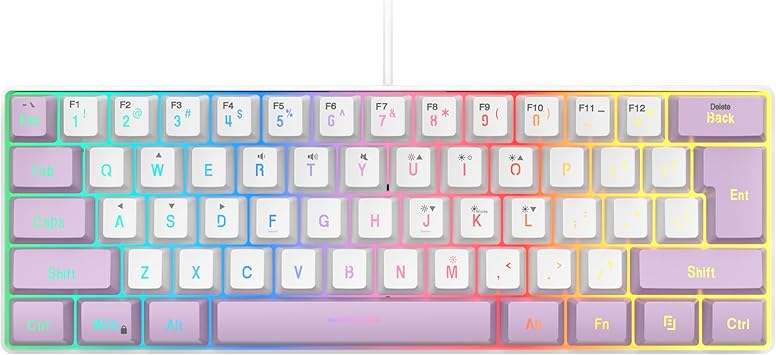 Esc F1 1 ! F2 2 @ F3 3 # F4 4 $ F5 5 % F6 6 ^ F7 7 & F8 8 * F9 9 ( F10 0 ) F11 - _ F12 Delete Back
Tab Q W E R T Y U I O P Ent
Caps A S D F G H J K L
Shift Z X C V B N M , < . > Shift
Ctrl Win Alt Alt Fn Ctrl